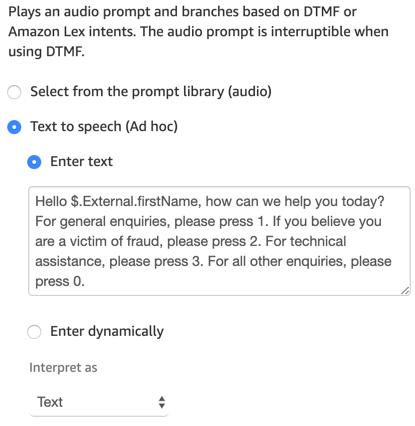 Plays an audio prompt and branches based on DTMF or
Amazon Lex intents. The audio prompt is interruptible when
using DTMF.
Select from the prompt library (audio)
Text to speech (Ad hoc)
Enter text
Hello $.External.firstName, how can we help you today?
For general enquiries, please press 1. If you believe you
are a victim of fraud, please press 2. For technical
assistance, please press 3. For all other enquiries, please
press 0.
Enter dynamically
Interpret as
Text